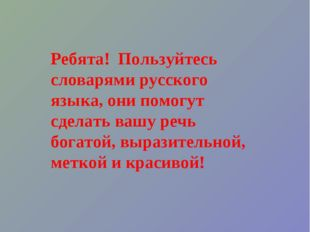 Ребята! Пользуйтесь
словарями русского
языка, они помогут
сделать вашу речь
богатой, выразительной,
меткой и красивой!